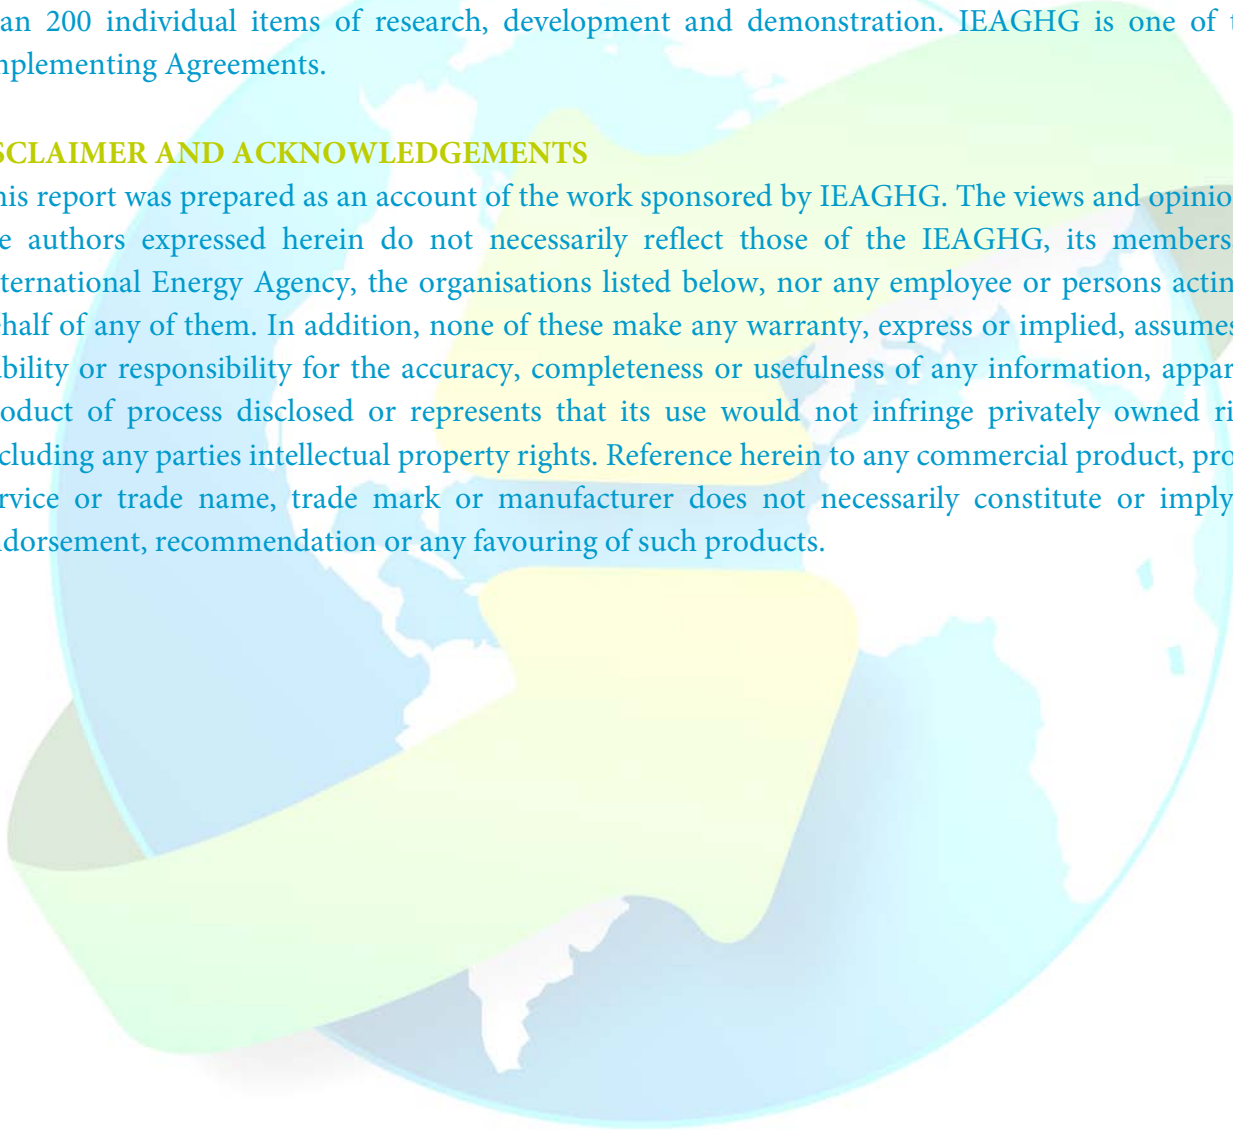 an 200 individual items of research, development and demonstration. IEAGHG is one of t
mplementing Agreements.
SCLAIMER AND ACKNOWLEDGEMENTS
his report was prepared as an account of the work sponsored by IEAGHG. The views and opinio
e authors expressed herein do not necessarily reflect those of the IEAGHG, its members
ternational Energy Agency, the organisations listed below, nor any employee or persons actin
ehalf of any of them. In addition, none of these make any warranty, express or implied, assumes
ability or responsibility for the accuracy, completeness or usefulness of any information, appar
oduct of process disclosed or represents that its use would not infringe privately owned ri
cluding any parties intellectual property rights. Reference herein to any commercial product, pro
rvice or trade name, trade mark or manufacturer does not necessarily constitute or imply
ndorsement, recommendation or any favouring of such products.